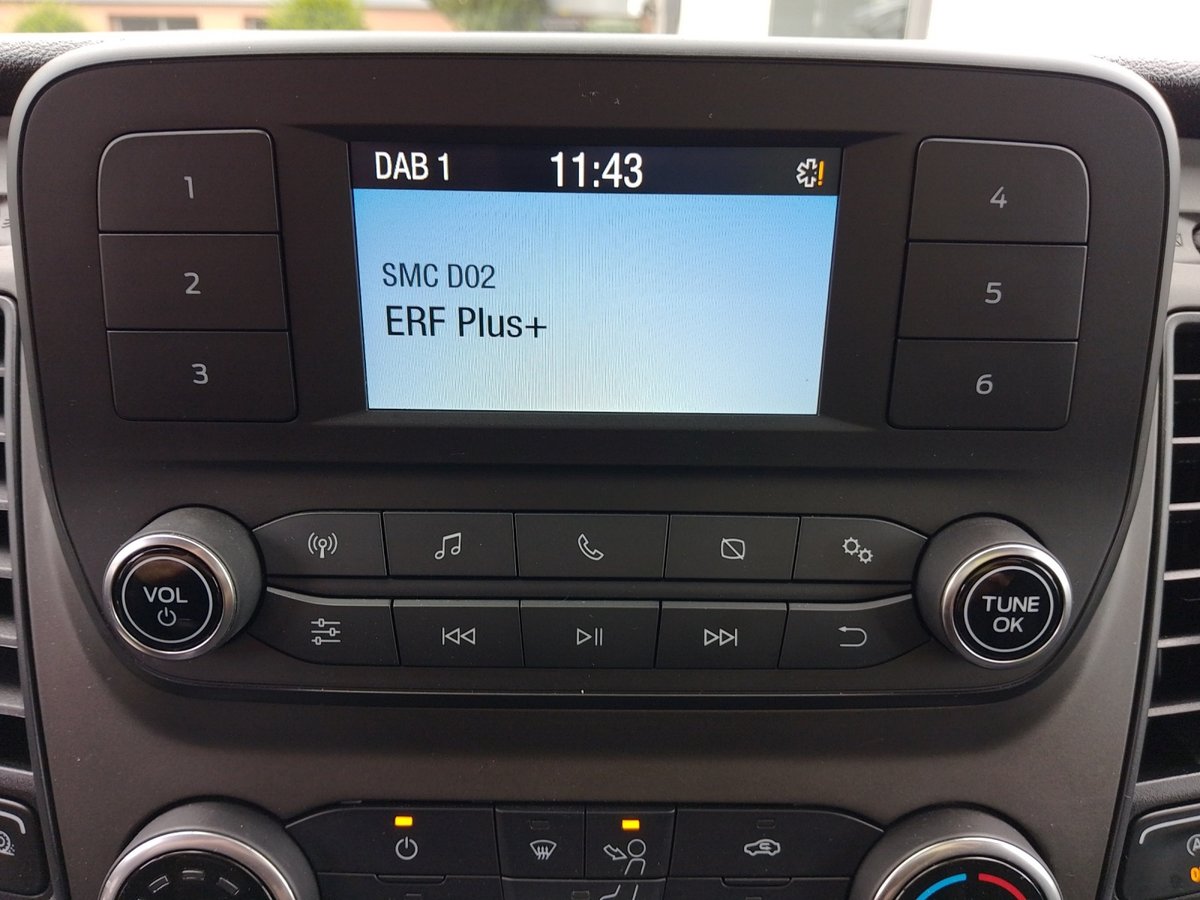 DAB 1 11:43
SMC D02
ERF Plus+
1
2
3
4
5
6
VOL
TUNE
OK